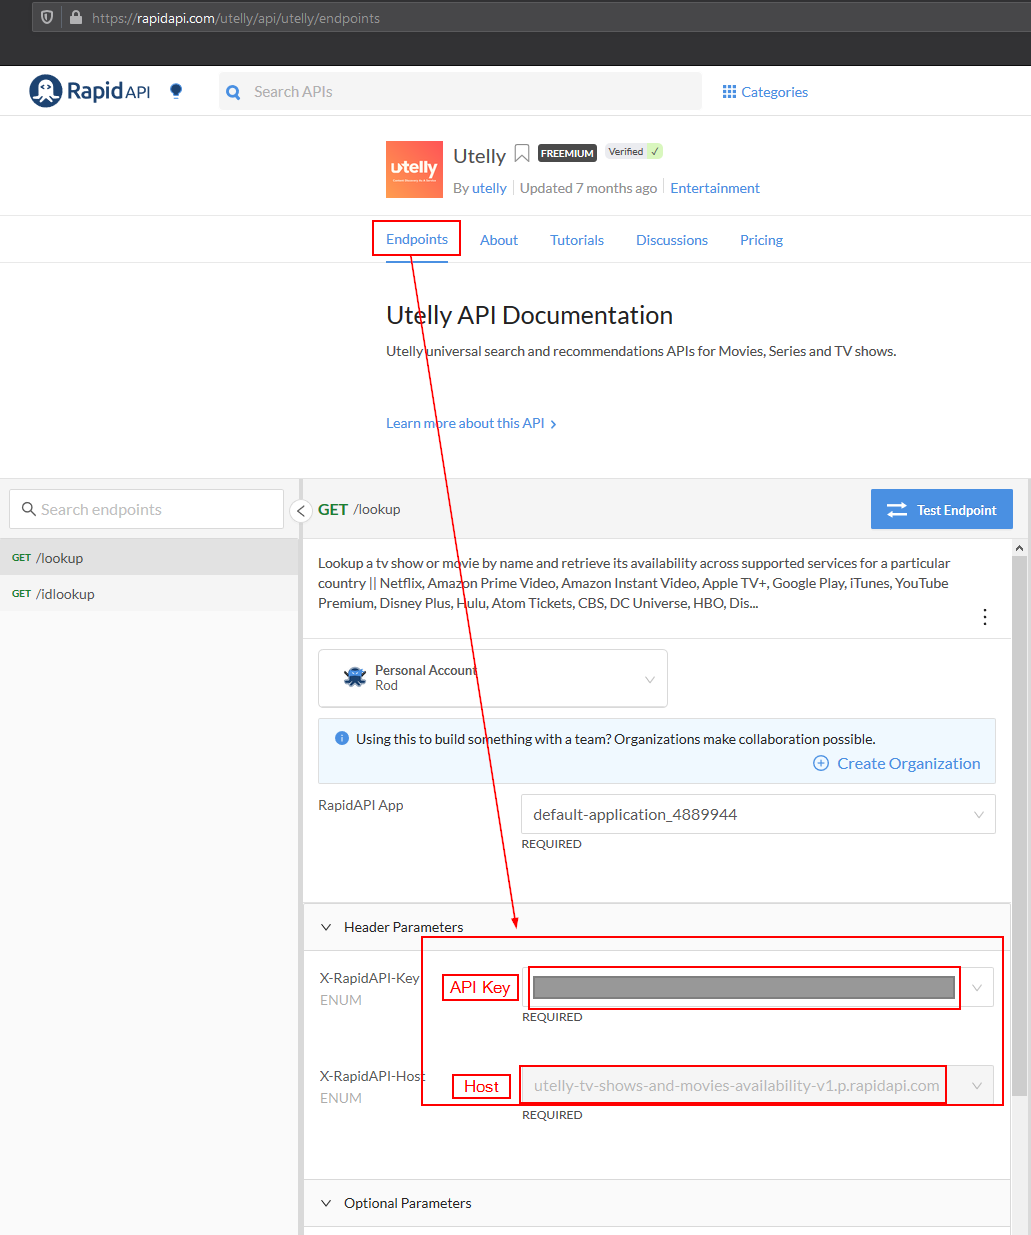 https://rapidapi.com/utelly/api/utelly/endpoints
Rapid API
Search APIs
Categories
utelly
Utelly FREEMIUM Verified ✓
By utelly Updated 7 months ago Entertainment
Endpoints About Tutorials Discussions Pricing
Utelly API Documentation
Utelly universal search and recommendations APIs for Movies, Series and TV shows.
Learn more about this API >
Search endpoints
GET /lookup
GET /idlookup
GET /lookup
Test Endpoint
Lookup a tv show or movie by name and retrieve its availability across supported services for a particular
country || Netflix, Amazon Prime Video, Amazon Instant Video, Apple TV+, Google Play, iTunes, YouTube
Premium, Disney Plus, Hulu, Atom Tickets, CBS, DC Universe, HBO, Dis...
Personal Account
Rod
Using this to build something with a team? Organizations make collaboration possible.
Create Organization
RapidAPI App
default-application_4889944
REQUIRED
Header Parameters
X-RapidAPI-Key
ENUM
API Key
REQUIRED
X-RapidAPI-Host
ENUM
Host
utelly-tv-shows-and-movies-availability-v1.p.rapidapi.com
REQUIRED
Optional Parameters